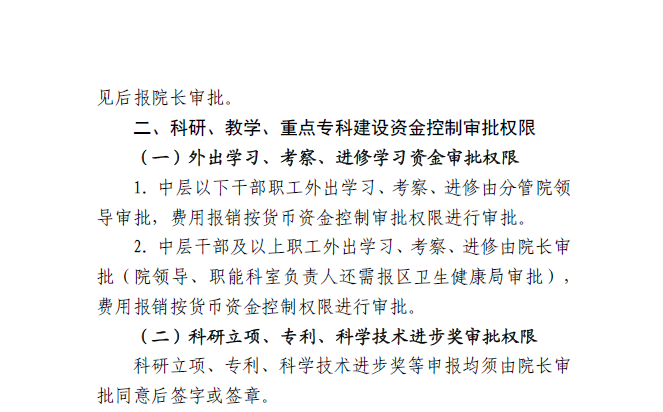 见后报院长审批。
二、科研、教学、重点专科建设资金控制审批权限
（一）外出学习、考察、进修学习资金审批权限
1. 中层以下干部职工外出学习、考察、进修由分管院领
导审批，费用报销按货币资金控制审批权限进行审批。
2. 中层干部及以上职工外出学习、考察、进修由院长审
批（院领导、职能科室负责人还需报区卫生健康局审批），
费用报销按货币资金控制权限进行审批。
（二）科研立项、专利、科学技术进步奖审批权限
科研立项、专利、科学技术进步奖等申报均须由院长审
批同意后签字或签章。